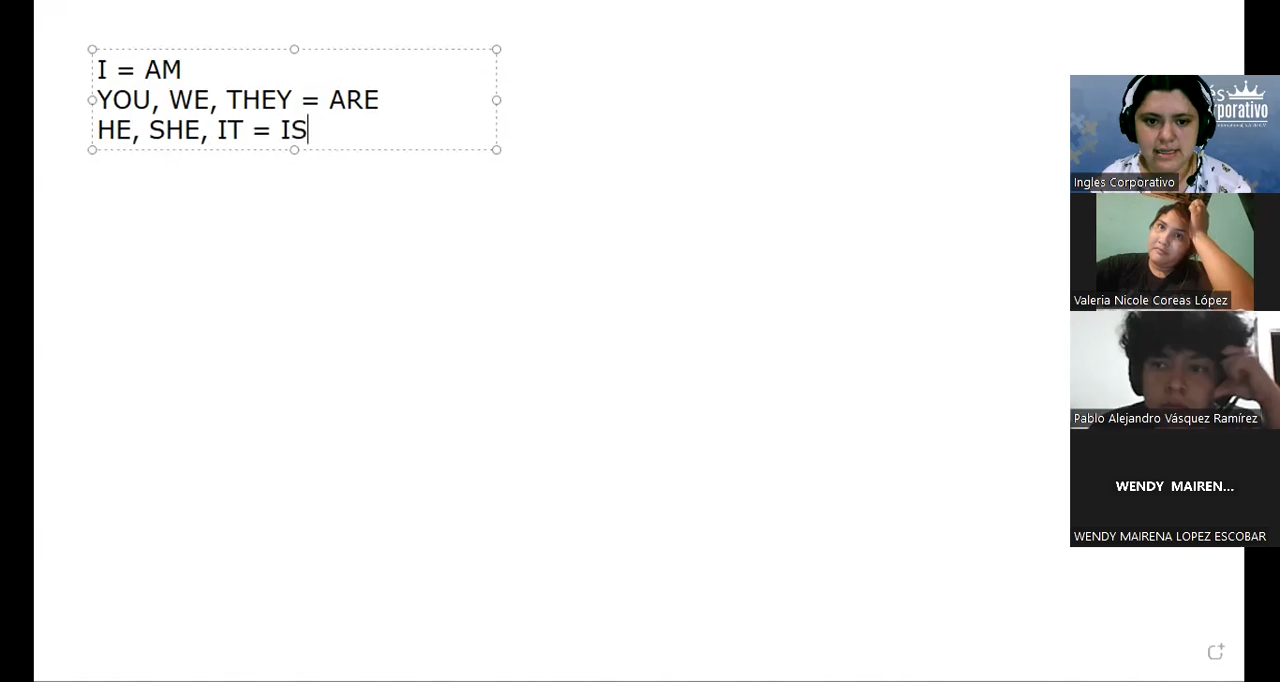 I = AM
YOU, WE, THEY = ARE
HE, SHE, IT = IS
Ingles Corporativo
Valeria Nicole Coreas López
Pablo Alejandro Vásquez Ramírez
WENDY MAIREN...
WENDY MAIRENA LOPEZ ESCOBAR